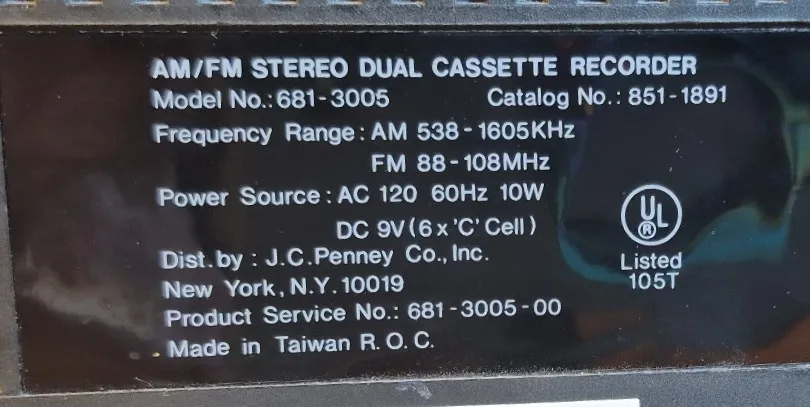 AM/FM STEREO DUAL CASSETTE RECORDER
Model No.:681-3005 Catalog No.: 851-1891
Frequency Range: AM 538-1605KHz
FM 88-108MHz
Power Source: AC 120 60Hz 10W
DC 9V(6x'C' Cell)
Dist.by : J.C.Penney Co.,Inc.
New York, N.Y. 10019
Product Service No.: 681-3005-00
Made in Taiwan R.O.C.
UL
®
Listed
105T